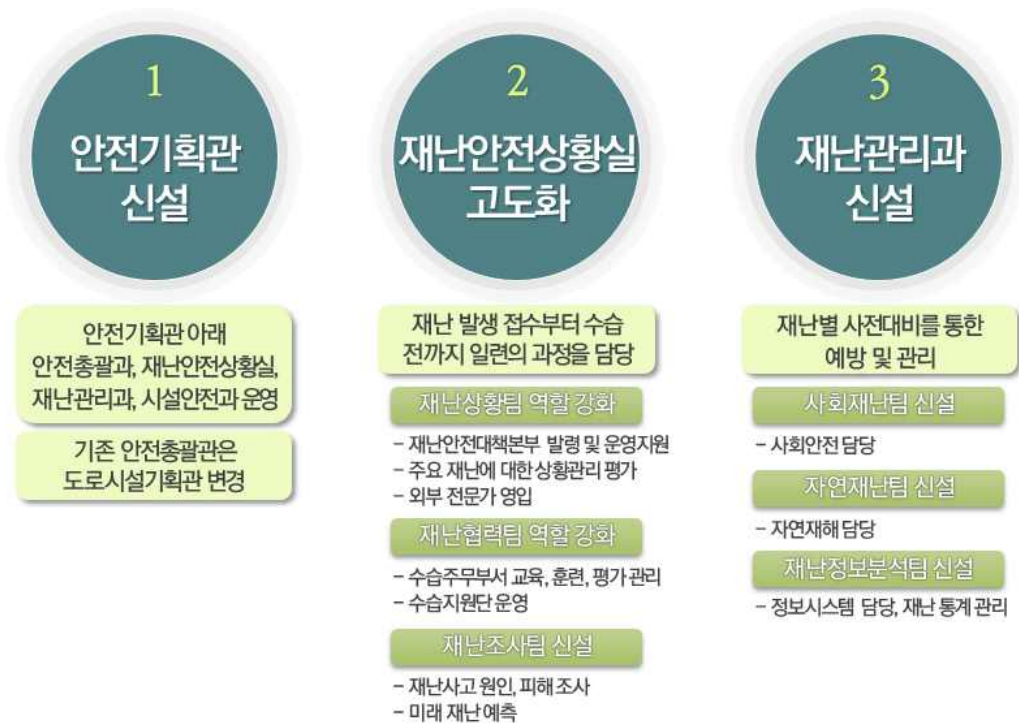 1
안전기획관
신설
안전기획관 아래
안전총괄과, 재난안전상황실,
재난관리과, 시설안전과 운영
기존 안전총괄관은
도로시설기획관 변경
2
재난안전상황실
고도화
재난 발생 접수부터 수습
전까지 일련의 과정을 담당
재난상황팀 역할 강화
- 재난안전대책본부 발령 및 운영지원
- 주요 재난에 대한 상황관리 평가
- 외부 전문가 영입
재난협력팀 역할 강화
- 수습주무부서 교육, 훈련, 평가 관리
- 수습지원단 운영
재난조사팀 신설
- 재난사고 원인, 피해 조사
- 미래 재난 예측
3
재난관리과
신설
재난별 사전대비를 통한
예방 및 관리
사회재난팀 신설
- 사회안전 담당
자연재난팀 신설
- 자연재해 담당
재난정보분석팀 신설
- 정보시스템 담당, 재난 통계 관리